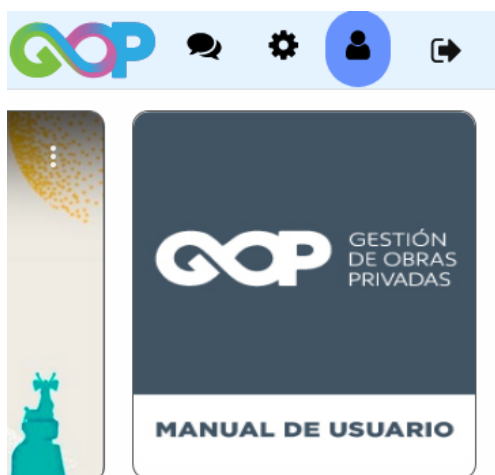 GOP
GOP
GESTIÓN
DE OBRAS
PRIVADAS
MANUAL DE USUARIO